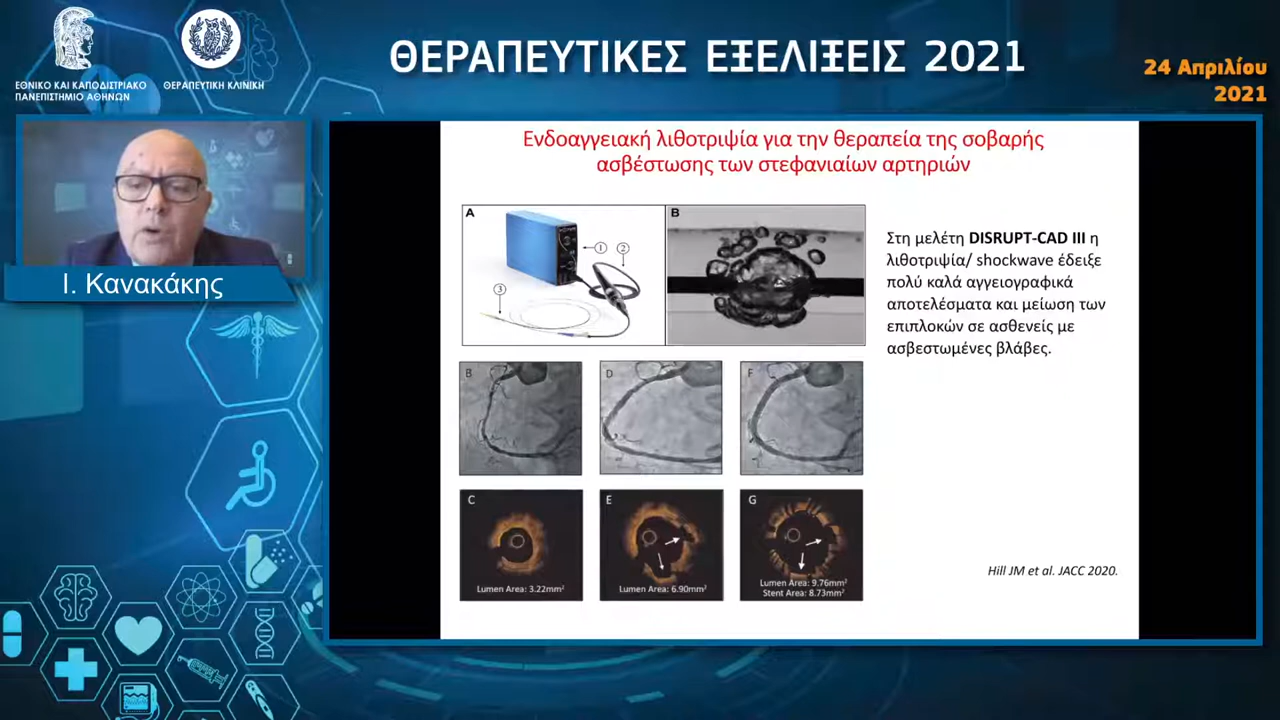 ΕΘΝΙΚΟ ΚΑΙ ΚΑΠΟΔΙΣΤΡΙΑΚΟ
ΠΑΝΕΠΙΣΤΗΜΙΟ ΑΘΗΝΩΝ
ΘΕΡΑΠΕΥΤΙΚΗ ΚΛΙΝΙΚΗ
ΘΕΡΑΠΕΥΤΙΚΕΣ ΕΞΕΛΙΞΕΙΣ 2021
24 Απριλίου
2021
Ι. Κανακάκης
Ενδοαγγειακή λιθοτριψία για την θεραπεία της σοβαρής
ασβέστωσης των στεφανιαίων αρτηριών
A
1
2
3
B
Στη μελέτη DISRUPT-CAD III η
λιθοτριψία/ shockwave έδειξε
πολύ καλά αγγειογραφικά
αποτελέσματα και μείωση των
επιπλοκών σε ασθενείς με
ασβεστωμένες βλάβες.
B
D
F
C
Lumen Area: 3.22mm²
E
Lumen Area: 6.90mm²
G
Lumen Area: 9.76mm²
Stent Area: 8.73mm²
Hill JM et al. JACC 2020.